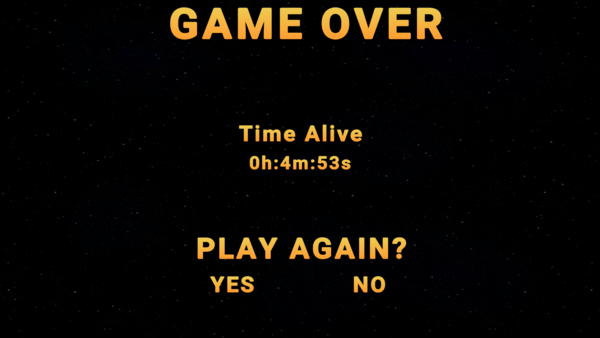 GAME OVER
Time Alive
0h:4m:53s
PLAY AGAIN?
YES NO